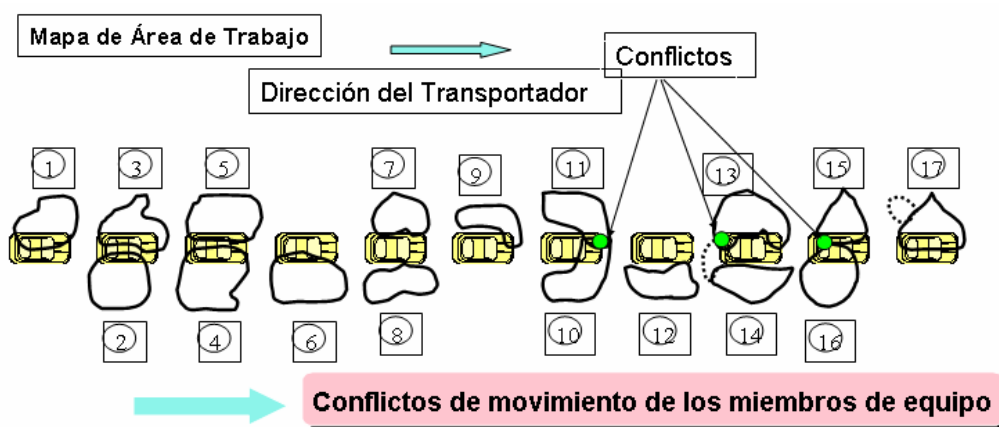 Mapa de Área de Trabajo
Conflictos
Dirección del Transportador
1 3 5 7 9 11 13 15 17
2 4 6 8 10 12 14 16
Conflictos de movimiento de los miembros de equipo